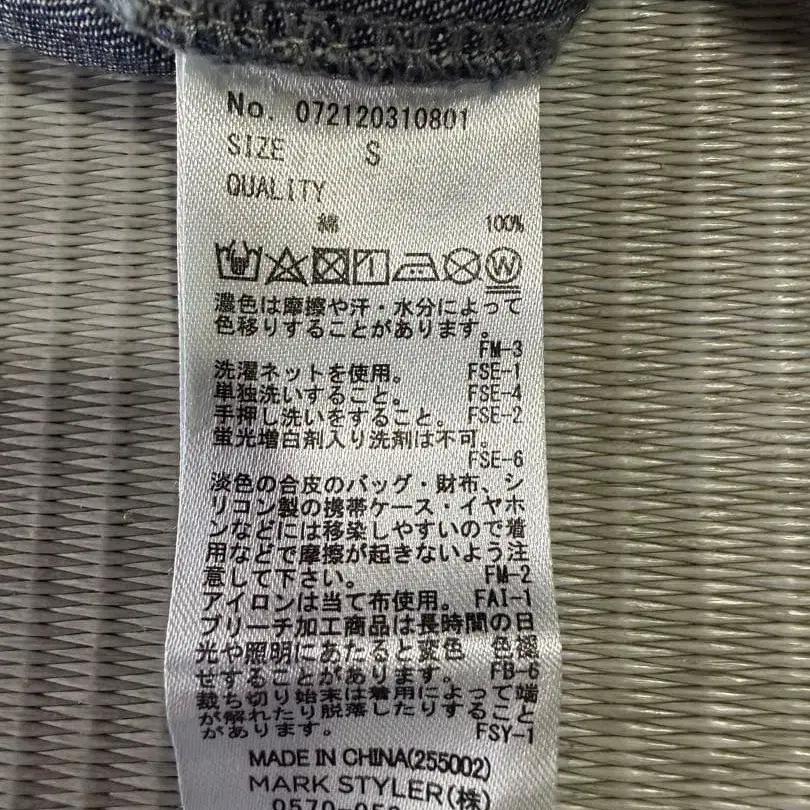 No. 072120310801
SIZE S
QUALITY
綿 100%
W
濃色は摩擦や汗・水分によって
色移りすることがあります。
FM-3
洗濯ネットを使用。 FSE-1
単独洗いすること。 FSE-4
手押し洗いをすること。 FSE-2
蛍光増白剤入り洗剤は不可。
FSE-6
淡色の合皮のバッグ・財布、シ
リコン製の携帯ケース・イヤホ
ンなどには移染しやすいので着
用などで摩擦が起きないよう注
意して下さい。 FM-2
アイロンは当て布使用。 FAI-1
ブリーチ加工商品は長時間の日
光や照明にあたると変色 色褪
せすることがあります。 FB-6
裁ち切り始末は着用によって端
が解れたり脱落したりすること
があります。 FSY-1
MADE IN CHINA(255002)
MARK STYLER(株)
0570-050